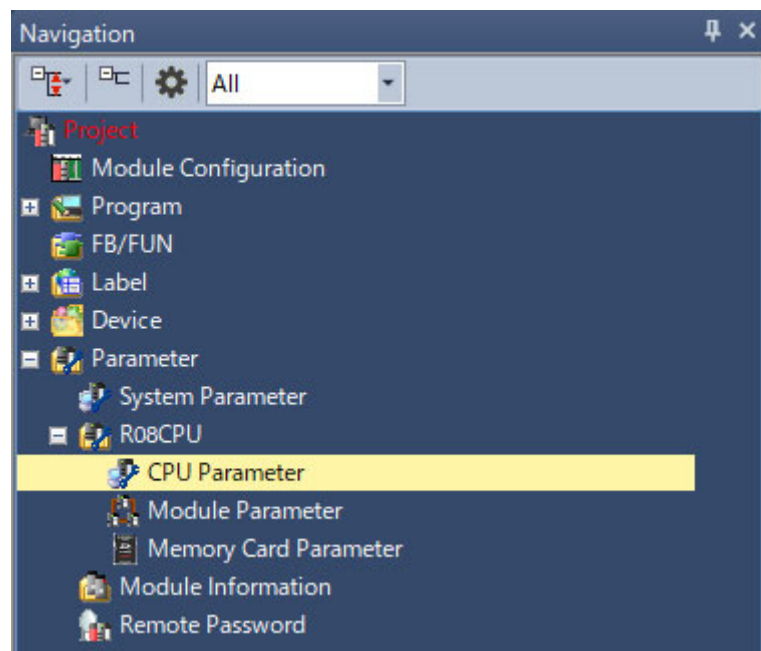 Navigation
All
Project
Module Configuration
Program
FB/FUN
Label
Device
Parameter
System Parameter
R08CPU
CPU Parameter
Module Parameter
Memory Card Parameter
Module Information
Remote Password